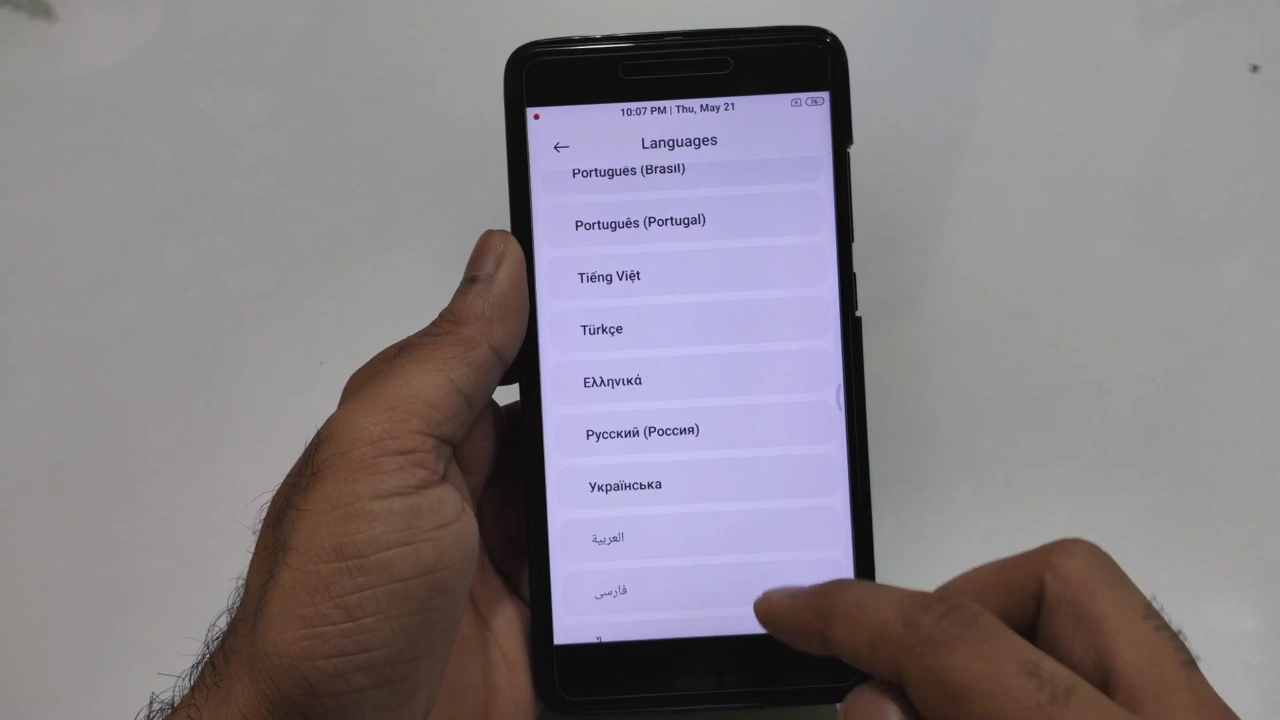 10:07 PM | Thu, May 21
76
Languages
Português (Brasil)
Português (Portugal)
Tiếng Việt
Türkçe
Ελληνικά
Русский (Россия)
Українська
العربية
فارسی